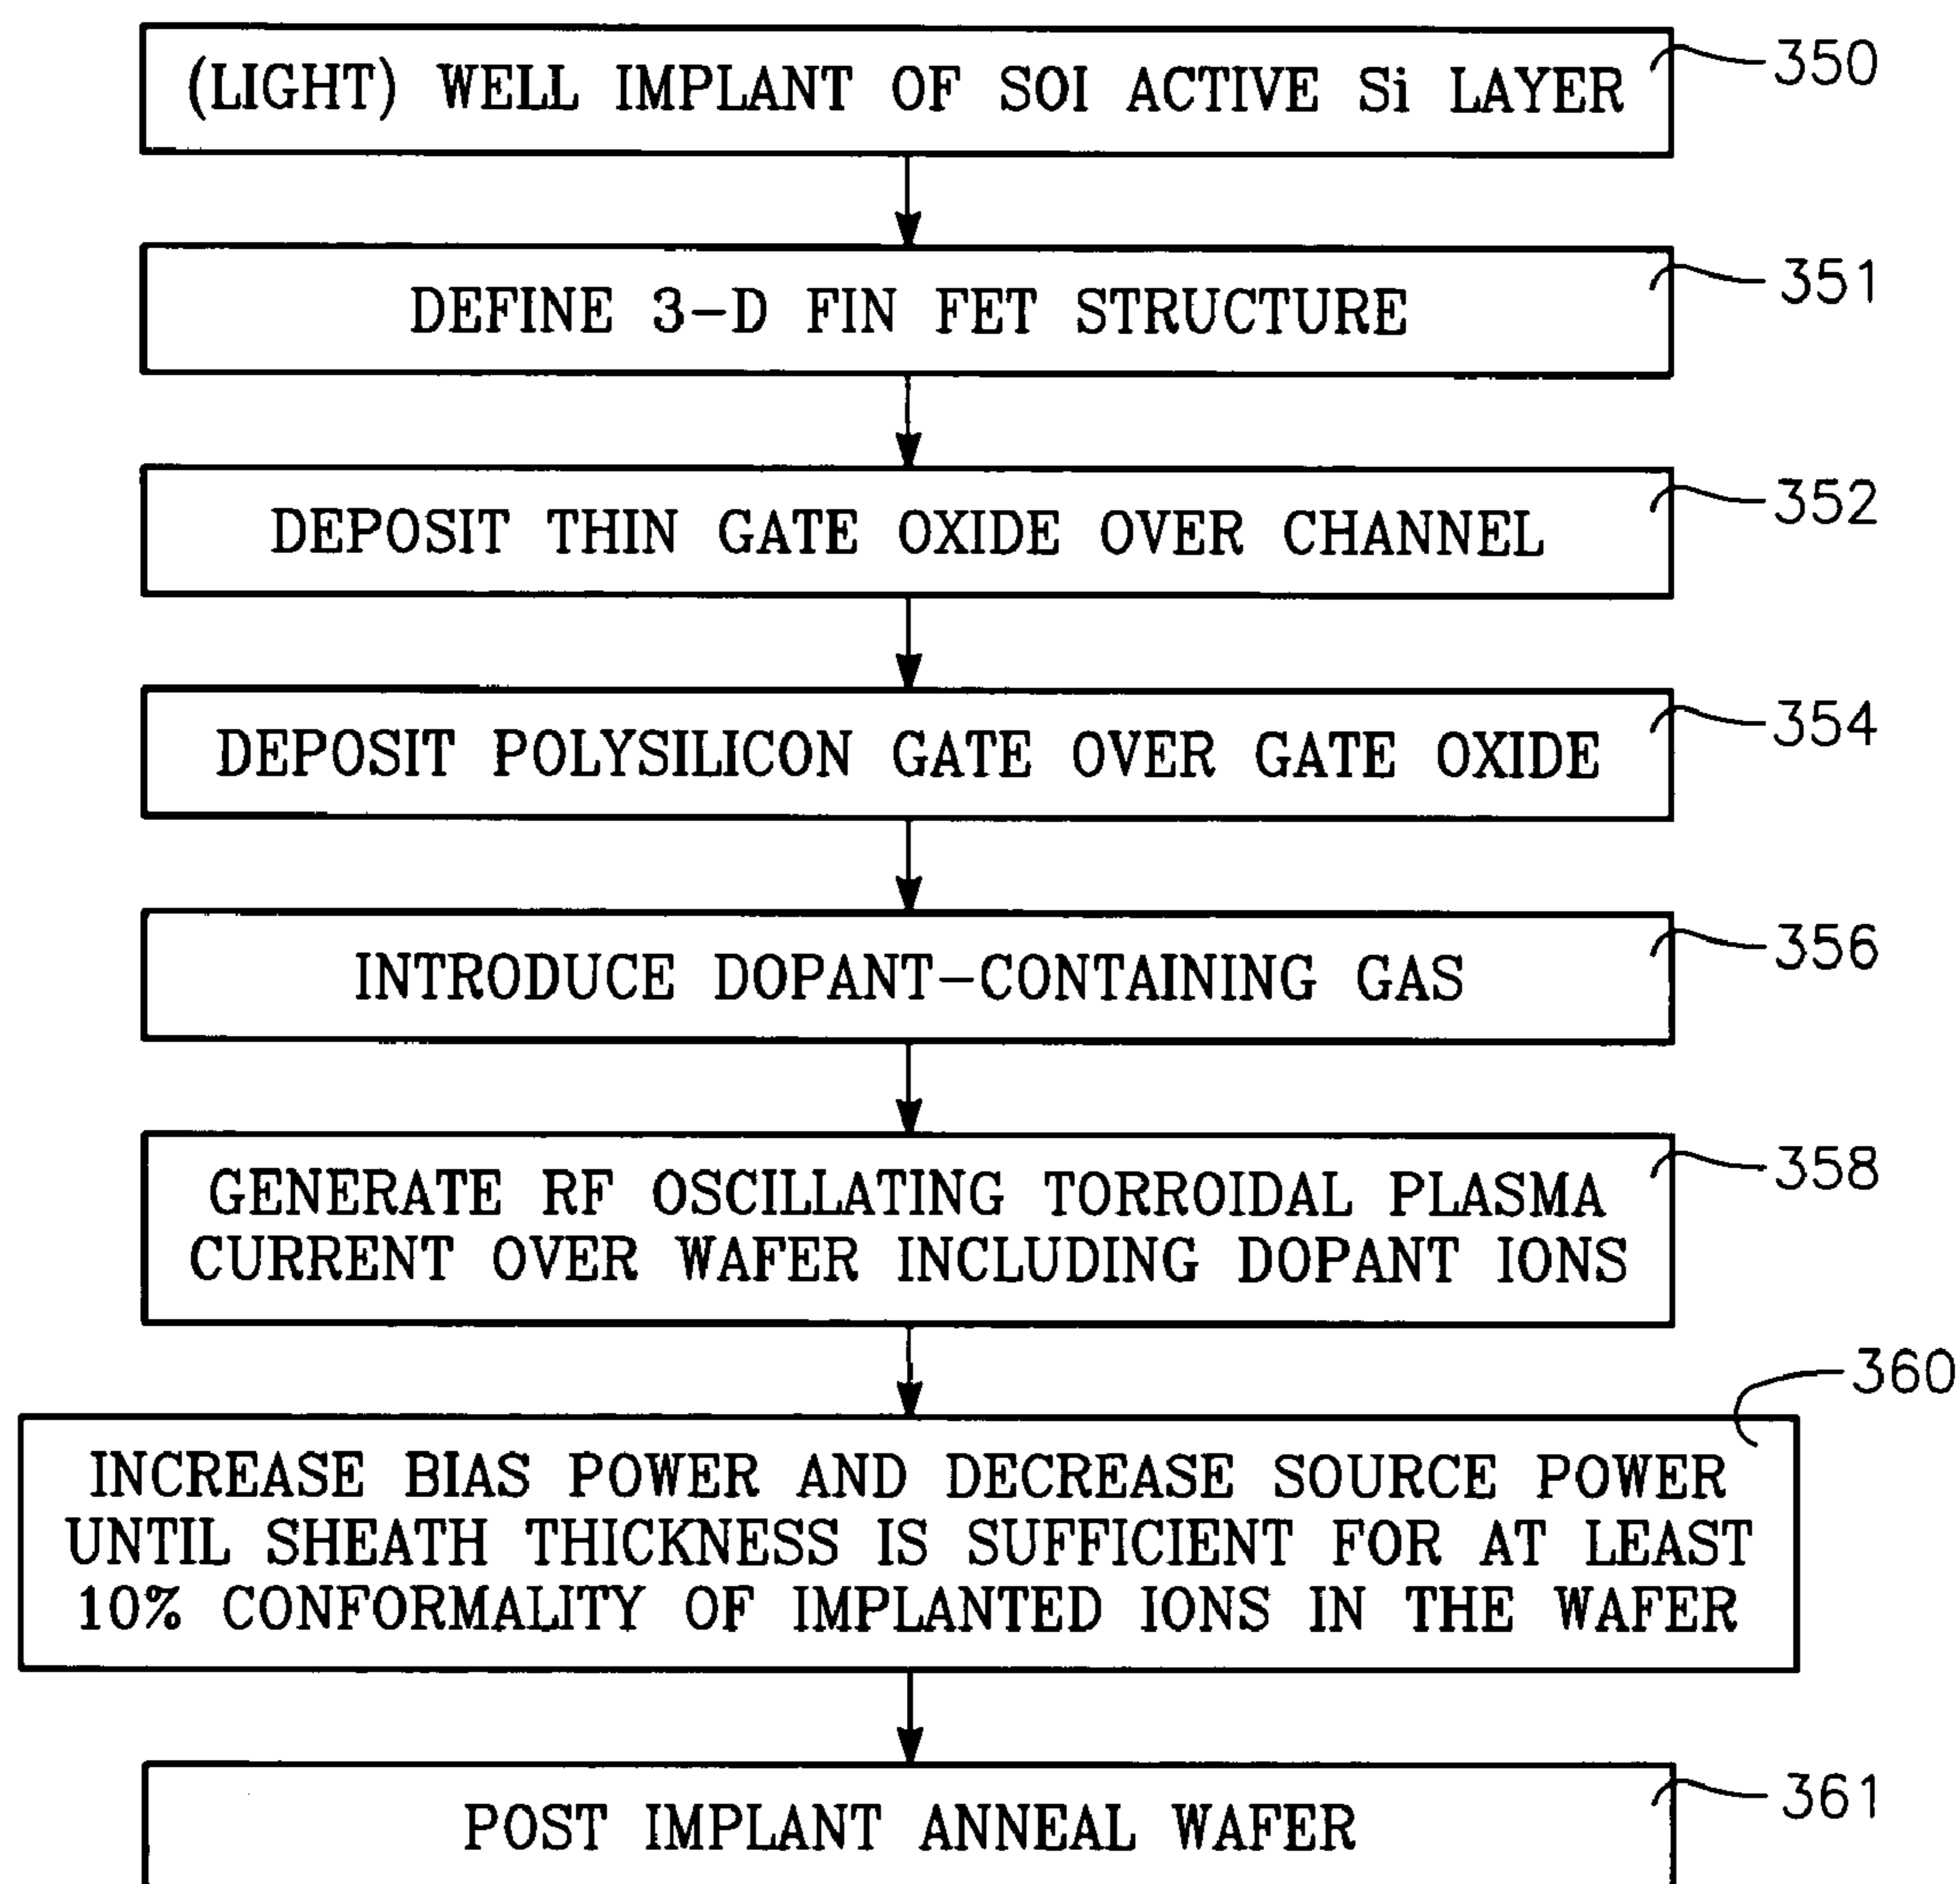 (LIGHT) WELL IMPLANT OF SOI ACTIVE Si LAYER
350
DEFINE 3-D FIN FET STRUCTURE
351
DEPOSIT THIN GATE OXIDE OVER CHANNEL
352
DEPOSIT POLYSILICON GATE OVER GATE OXIDE
354
INTRODUCE DOPANT-CONTAINING GAS
356
GENERATE RF OSCILLATING TORROIDAL PLASMA
CURRENT OVER WAFER INCLUDING DOPANT IONS
358
360
INCREASE BIAS POWER AND DECREASE SOURCE POWER
UNTIL SHEATH THICKNESS IS SUFFICIENT FOR AT LEAST
10% CONFORMALITY OF IMPLANTED IONS IN THE WAFER
POST IMPLANT ANNEAL WAFER
361